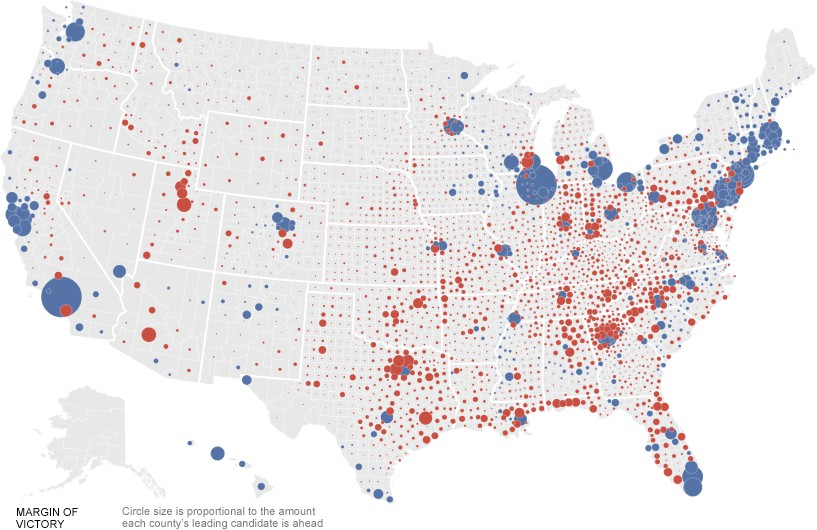 MARGIN OF
VICTORY
Circle size is proportional to the amount
each county's leading candidate is ahead